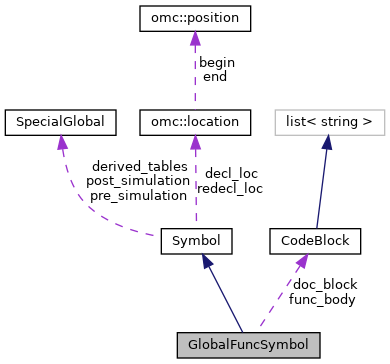 omc::position
begin
end
SpecialGlobal
omc::location
list< string >
derived_tables
post_simulation
pre_simulation
decl_loc
redecl_loc
Symbol
CodeBlock
doc_block
func_body
GlobalFuncSymbol